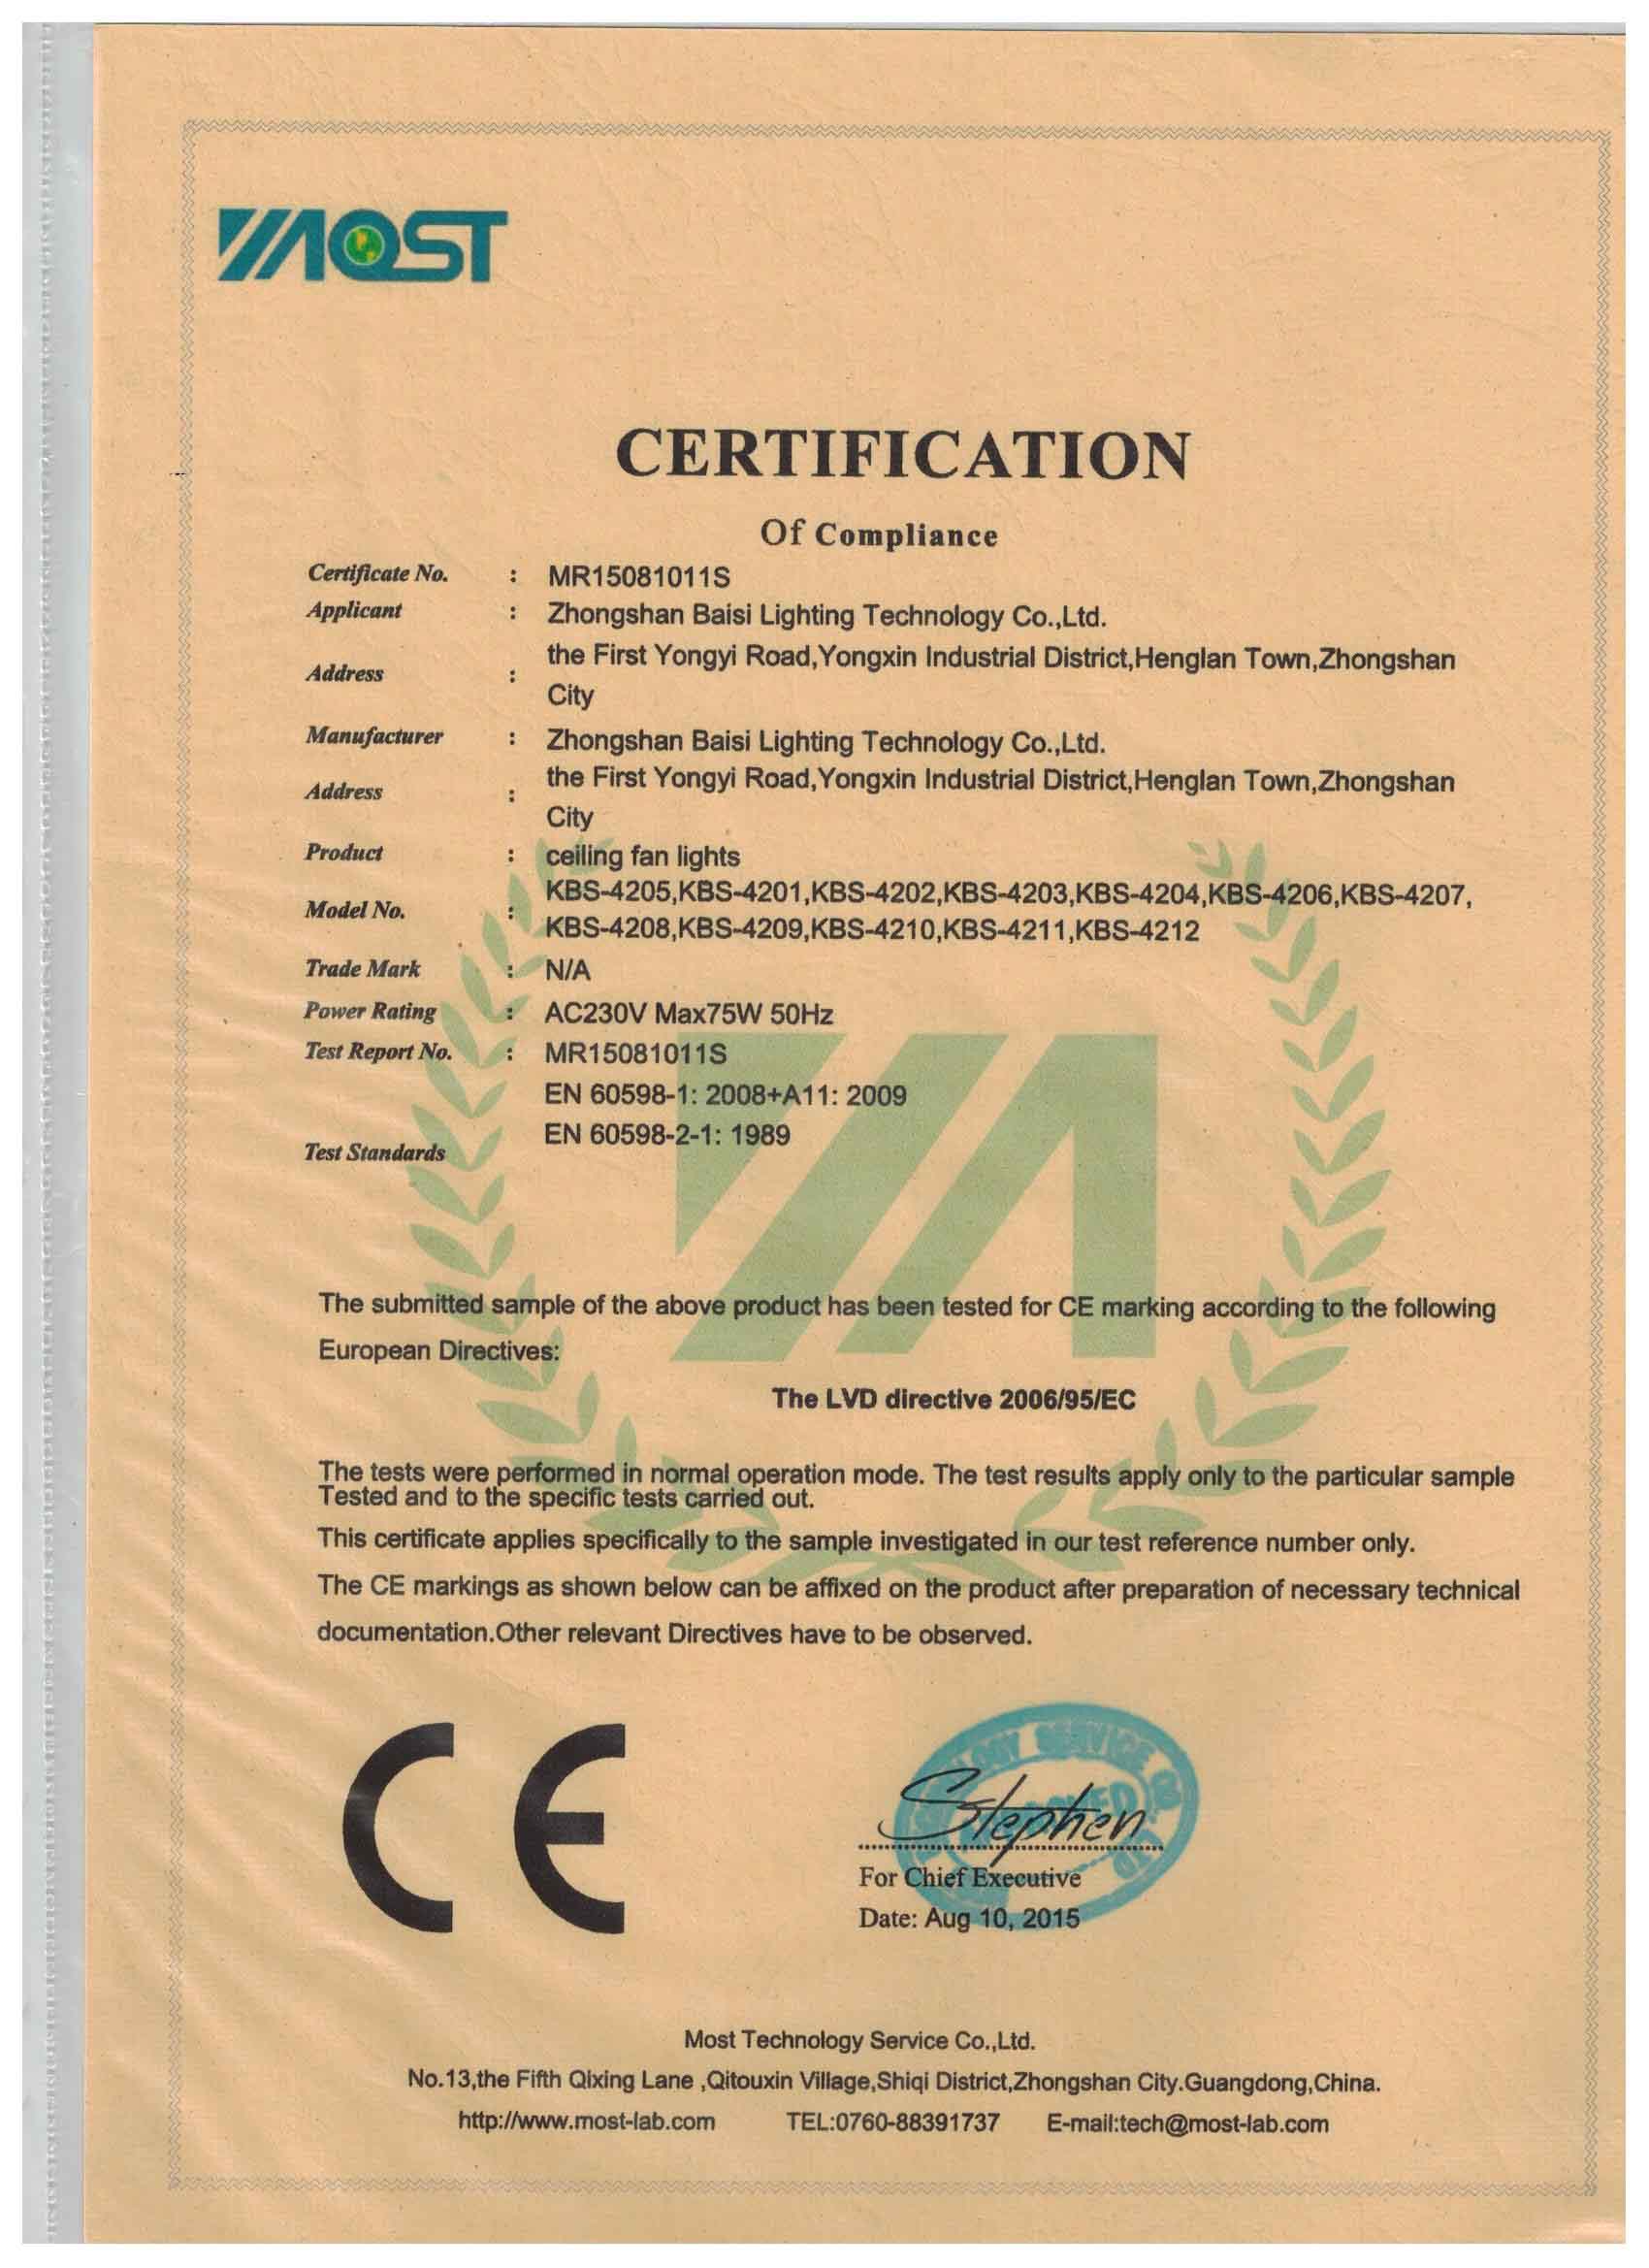 MOST
CERTIFICATION
Of Compliance
Certificate No. : MR15081011S
Applicant : Zhongshan Baisi Lighting Technology Co.,Ltd.
Address : the First Yongyi Road,Yongxin Industrial District,Henglan Town,Zhongshan
City
Manufacturer : Zhongshan Baisi Lighting Technology Co.,Ltd.
Address : the First Yongyi Road,Yongxin Industrial District,Henglan Town,Zhongshan
City
Product : ceiling fan lights
Model No. : KBS-4205,KBS-4201,KBS-4202,KBS-4203,KBS-4204,KBS-4206,KBS-4207,
KBS-4208,KBS-4209,KBS-4210,KBS-4211,KBS-4212
Trade Mark : N/A
Power Rating : AC230V Max75W 50Hz
Test Report No. : MR15081011S
EN 60598-1: 2008+A11: 2009
EN 60598-2-1: 1989
Test Standards
The submitted sample of the above product has been tested for CE marking according to the following
European Directives:
The LVD directive 2006/95/EC
The tests were performed in normal operation mode. The test results apply only to the particular sample
Tested and to the specific tests carried out.
This certificate applies specifically to the sample investigated in our test reference number only.
The CE markings as shown below can be affixed on the product after preparation of necessary technical
documentation.Other relevant Directives have to be observed.
CE
SERVICE
Stephen
For Chief Executive
Date: Aug 10, 2015
Most Technology Service Co.,Ltd.
No.13,the Fifth Qixing Lane ,Qitouxin Village,Shiqi District,Zhongshan City.Guangdong,China.
http://www.most-lab.com TEL:0760-88391737 E-mail:tech@most-lab.com